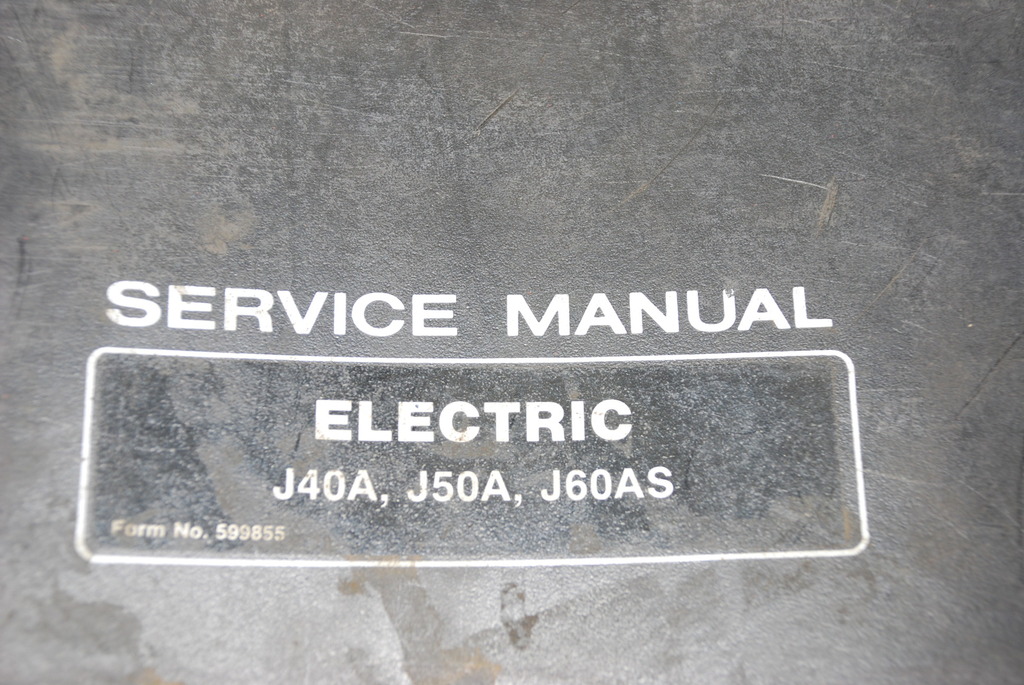 SERVICE MANUAL
ELECTRIC
J40A, J50A, J60AS
Form No. 599855